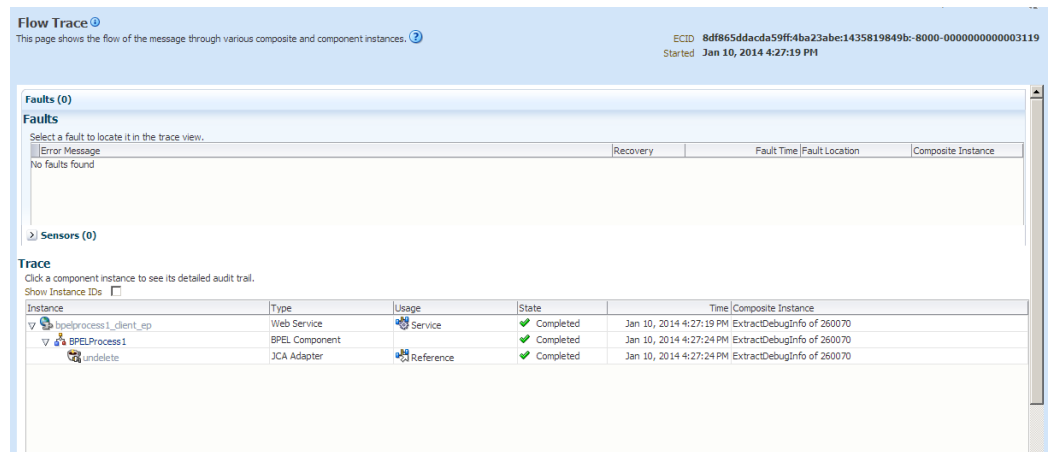 Flow Trace
This page shows the flow of the message through various composite and component instances.
ECID 8df865ddacda59ff:4ba23abe:1435819849b:-8000-0000000000003119
Started Jan 10, 2014 4:27:19 PM
Faults (0)
Faults
Select a fault to locate it in the trace view.
Error Message Recovery Fault Time Fault Location Composite Instance
No faults found
Sensors (0)
Trace
Click a component instance to see its detailed audit trail.
Show Instance IDs
Instance Type Usage State Time Composite Instance
bpelprocess1_client_ep Web Service Service Completed Jan 10, 2014 4:27:19 PM ExtractDebugInfo of 260070
BPELProcess1 BPEL Component Completed Jan 10, 2014 4:27:24 PM ExtractDebugInfo of 260070
undelete JCA Adapter Reference Completed Jan 10, 2014 4:27:24 PM ExtractDebugInfo of 260070